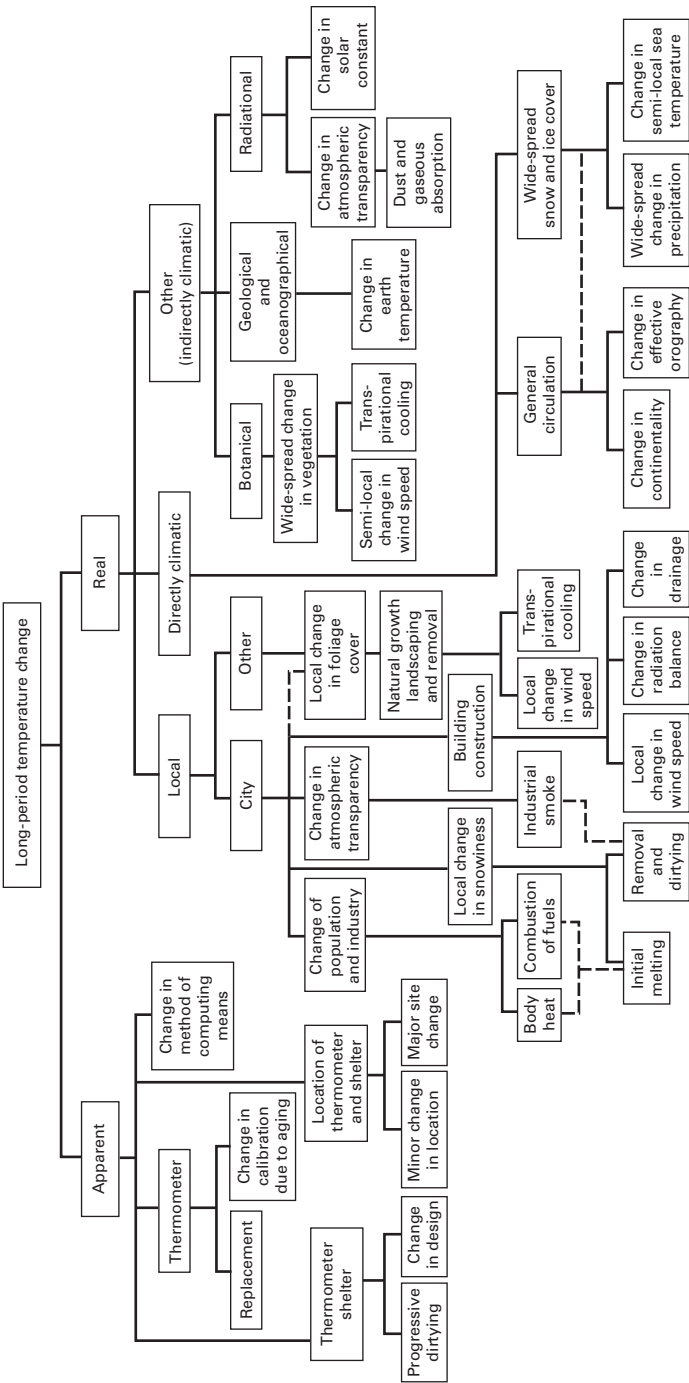 Long-period temperature change
Apparent
Real
Thermometer
Change in
method of
computing
means
Local
Directly climatic
Other
(indirectly climatic)
Replacement
Change in
calibration
due to aging
City
Other
Botanical
Geological
and
oceanographical
Radiational
Thermometer
shelter
Location of
thermometer
and shelter
Change of
population
and industry
Change in
atmospheric
transparency
Local change
in foliage
cover
Wide-spread change
in vegetation
Change in
atmospheric
transparency
Change in
solar
constant
Progressive
dirtying
Change
in design
Minor change
in location
Major site
change
Natural growth
landscaping
and removal
Semi-local
change in
wind speed
Trans-
pirational
cooling
Change in
earth
temperature
Dust and
gaseous
absorption
Local change
in snowiness
Building
construction
Body
heat
Combustion
of fuels
Industrial
smoke
Local
change
in wind
speed
Trans-
pirational
cooling
General
circulation
Wide-spread
snow and ice cover
Initial
melting
Removal
and
dirtying
Local
change in
wind speed
Change in
radiation
balance
Change
in
drainage
Change in
continentality
Change in
effective
orography
Wide-spread
change in
precipitation
Change in
semi-local sea
temperature